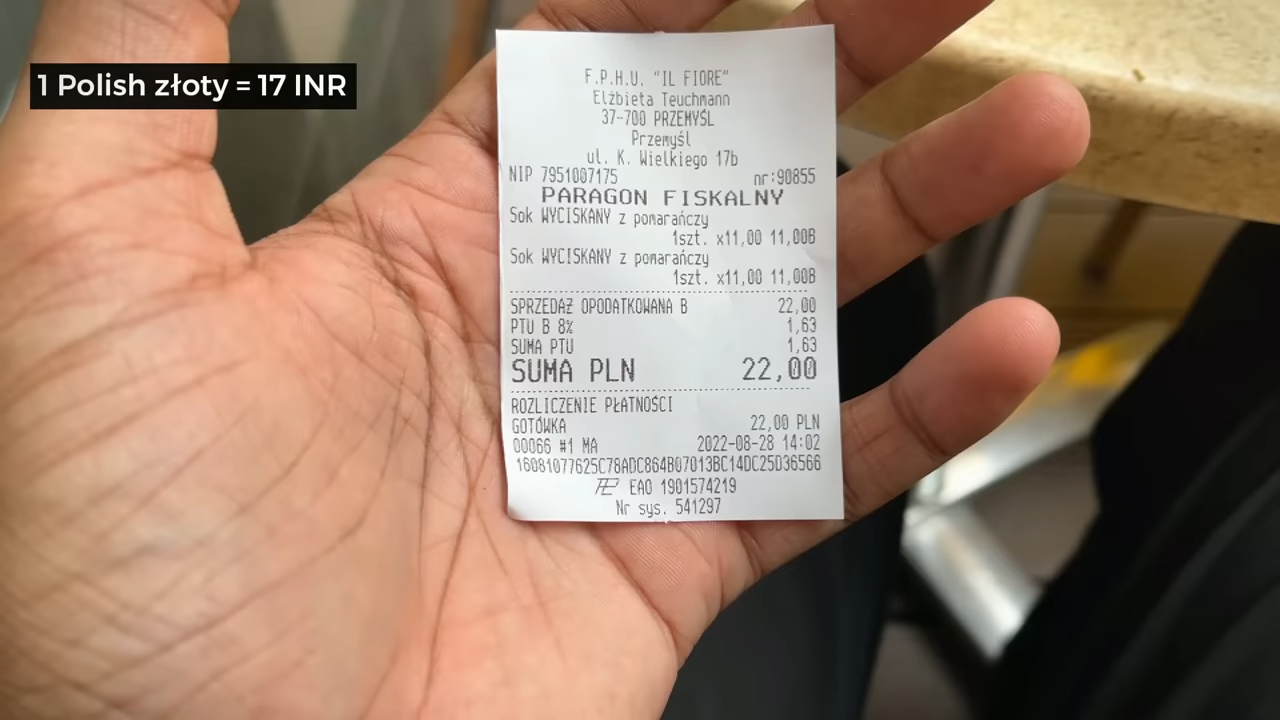 1 Polish złoty = 17 INR
F.P.H.U. "IL FIORE"
Elżbieta Teuchmann
37-700 PRZEMYŚL
Przemyśl
ul. K. Wielkiego 17b
NIP 7951007175 nr:90855
PARAGON FISKALNY
Sok WYCISKANY z pomarańczy
1szt. x11,00 11,00B
Sok WYCISKANY z pomarańczy
1szt. x11,00 11,00B
SPRZEDAŻ OPODATKOWANA B 22,00
PTU B 8% 1,63
SUMA PTU 1,63
SUMA PLN 22,00
ROZLICZENIE PŁATNOŚCI
GOTÓWKA 22,00 PLN
00066 #1 MA 2022-08-28 14:02
16081077625C78ADC864B07013BC14DC25D36566
EAO 1901574219
Nr sys. 541297